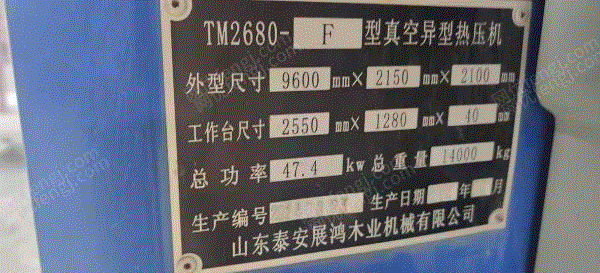 TM2680- F 型真空异型热压机
外型尺寸 9600 mm× 2150 mm× 2100 mm
工作台尺寸 2550 mm× 1280 mm× 40 mm
总功率 47.4 kw 总重量 14000 kg
生产编号 生产日期 年 月
山东泰安展鸿木业机械有限公司